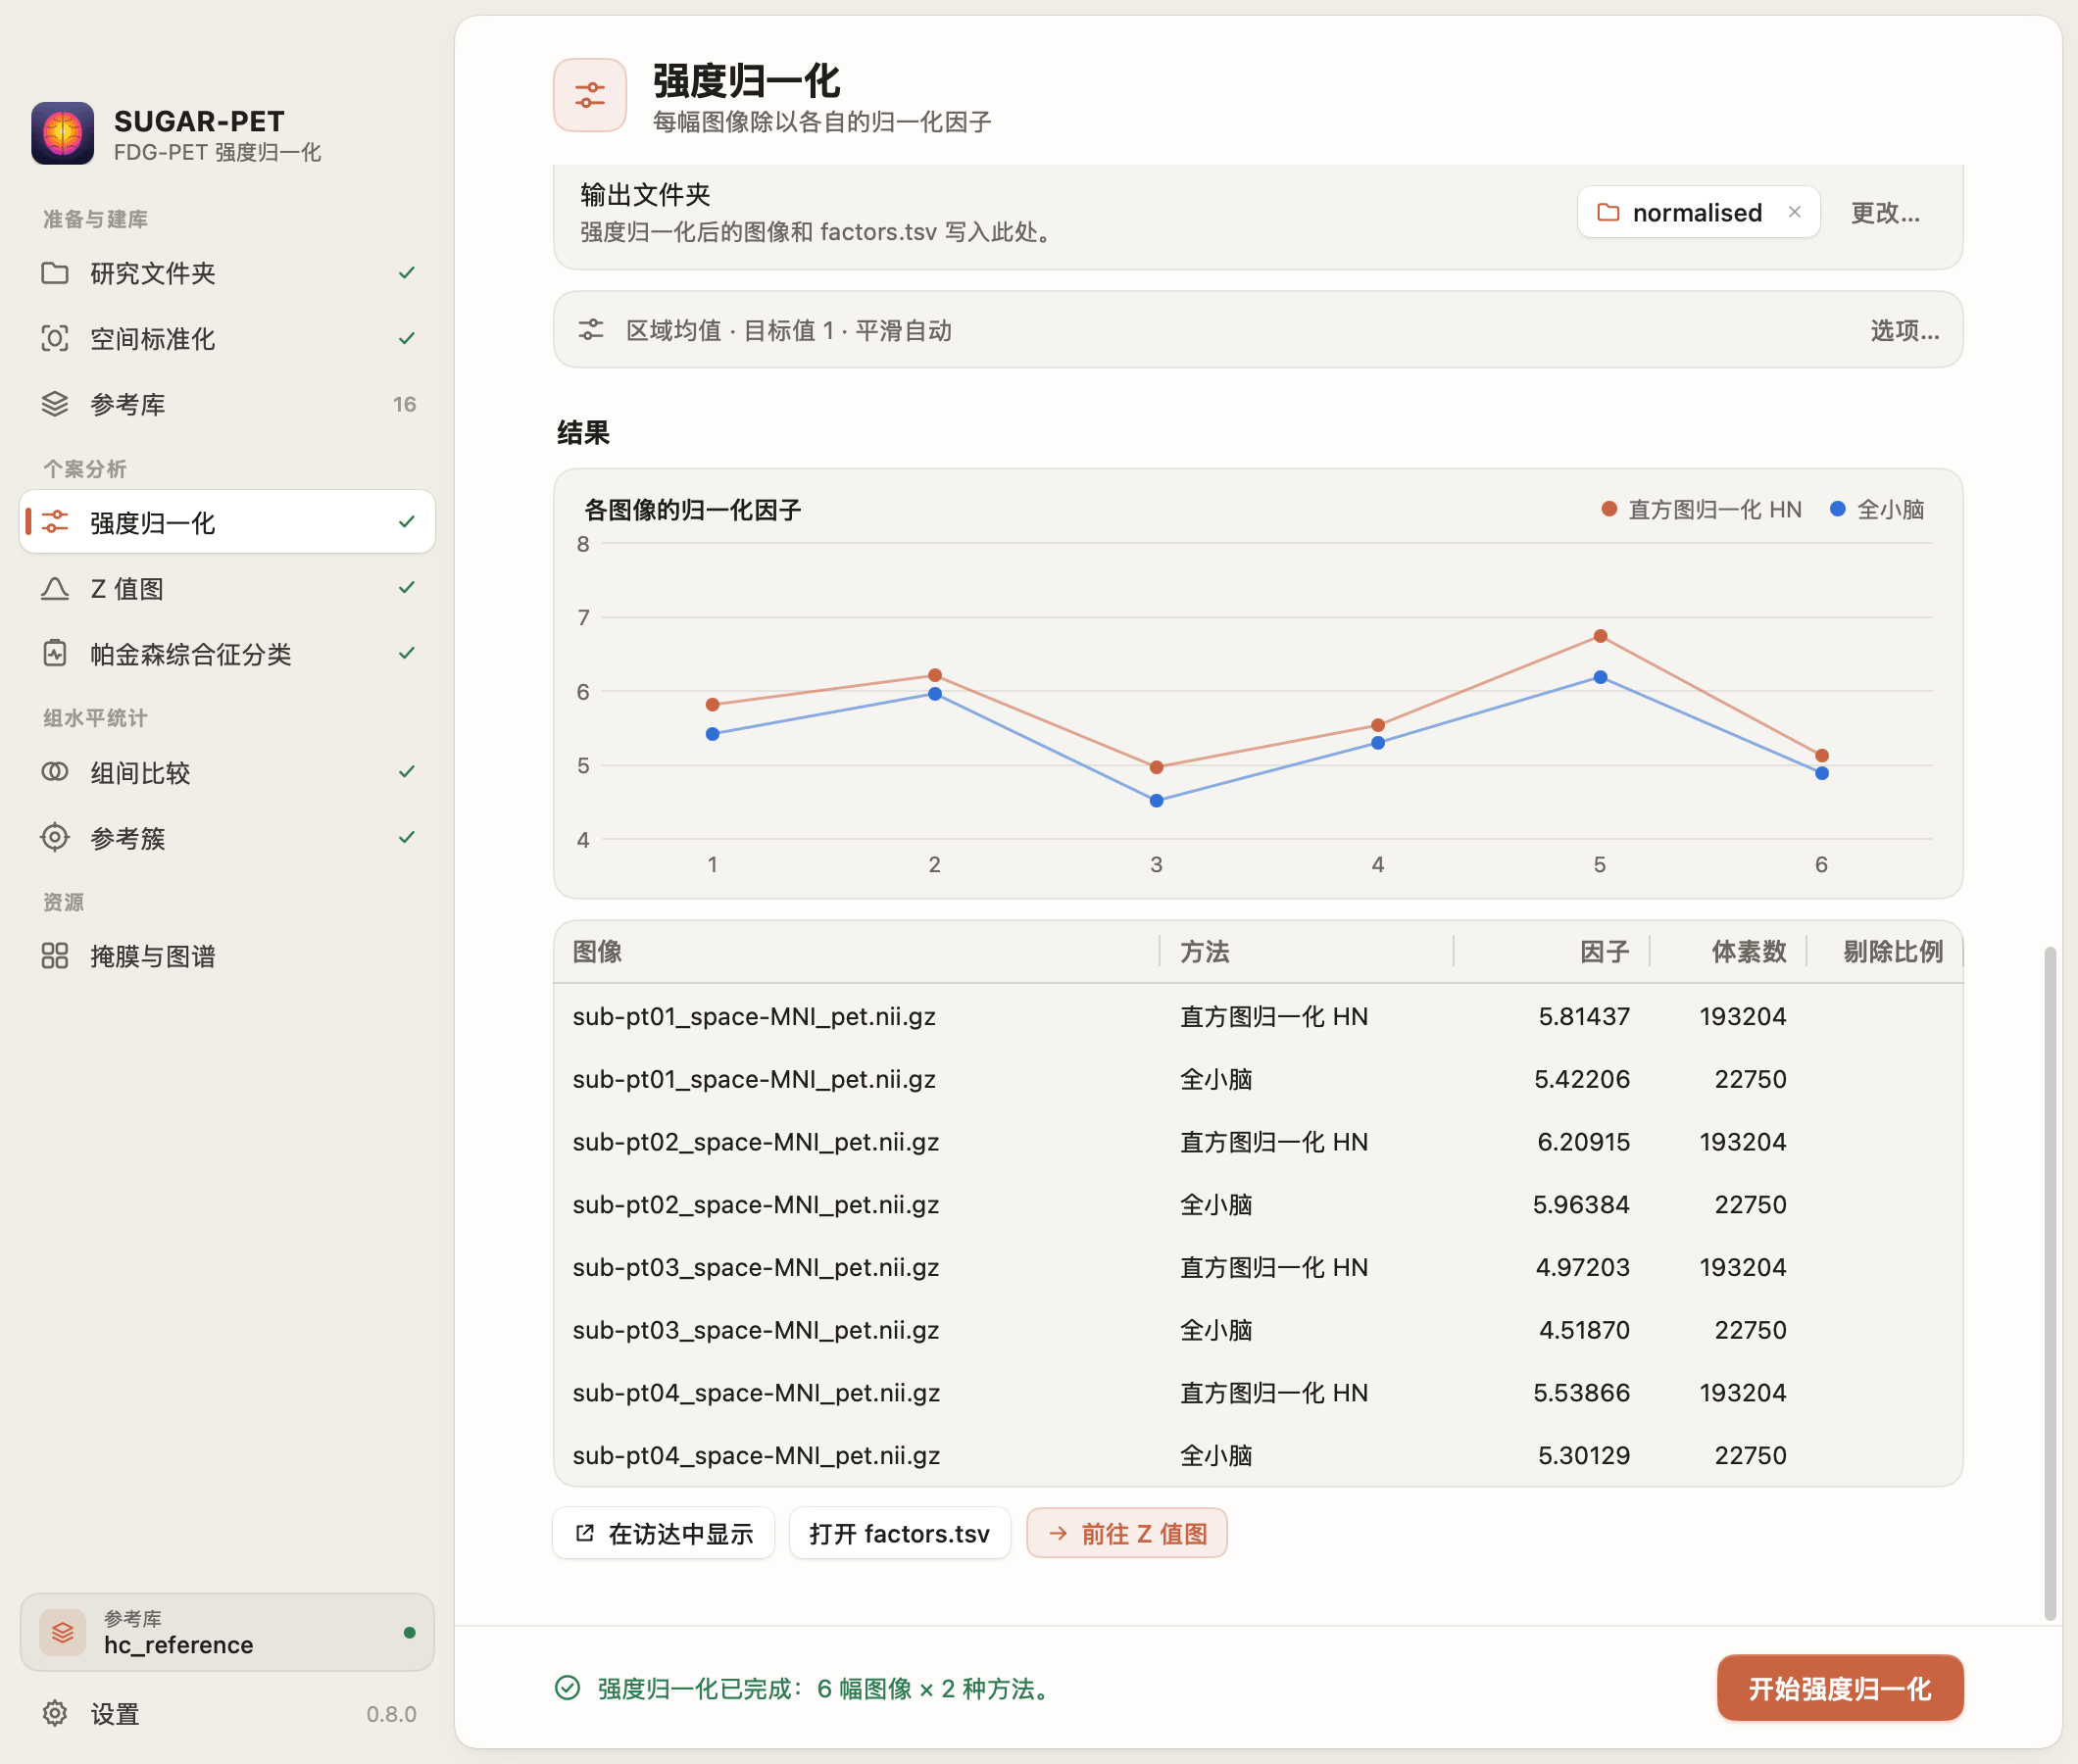 SUGAR-PET
FDG-PET 强度归一化
准备与建库
研究文件夹
空间标准化
参考库 16
个案分析
强度归一化
Z 值图
帕金森综合征分类
组水平统计
组间比较
参考簇
资源
掩膜与图谱
参考库
hc_reference
设置 0.8.0
强度归一化
每幅图像除以各自的归一化因子
输出文件夹
强度归一化后的图像和 factors.tsv 写入此处。
normalised × 更改...
区域均值 · 目标值 1 · 平滑自动 选项...
结果
各图像的归一化因子 直方图归一化 HN 全小脑
8
7
6
5
4
1 2 3 4 5 6
图像 方法 因子 体素数 剔除比例
sub-pt01_space-MNI_pet.nii.gz 直方图归一化 HN 5.81437 193204
sub-pt01_space-MNI_pet.nii.gz 全小脑 5.42206 22750
sub-pt02_space-MNI_pet.nii.gz 直方图归一化 HN 6.20915 193204
sub-pt02_space-MNI_pet.nii.gz 全小脑 5.96384 22750
sub-pt03_space-MNI_pet.nii.gz 直方图归一化 HN 4.97203 193204
sub-pt03_space-MNI_pet.nii.gz 全小脑 4.51870 22750
sub-pt04_space-MNI_pet.nii.gz 直方图归一化 HN 5.53866 193204
sub-pt04_space-MNI_pet.nii.gz 全小脑 5.30129 22750
在访达中显示 打开 factors.tsv → 前往 Z 值图
强度归一化已完成：6 幅图像 × 2 种方法。
开始强度归一化